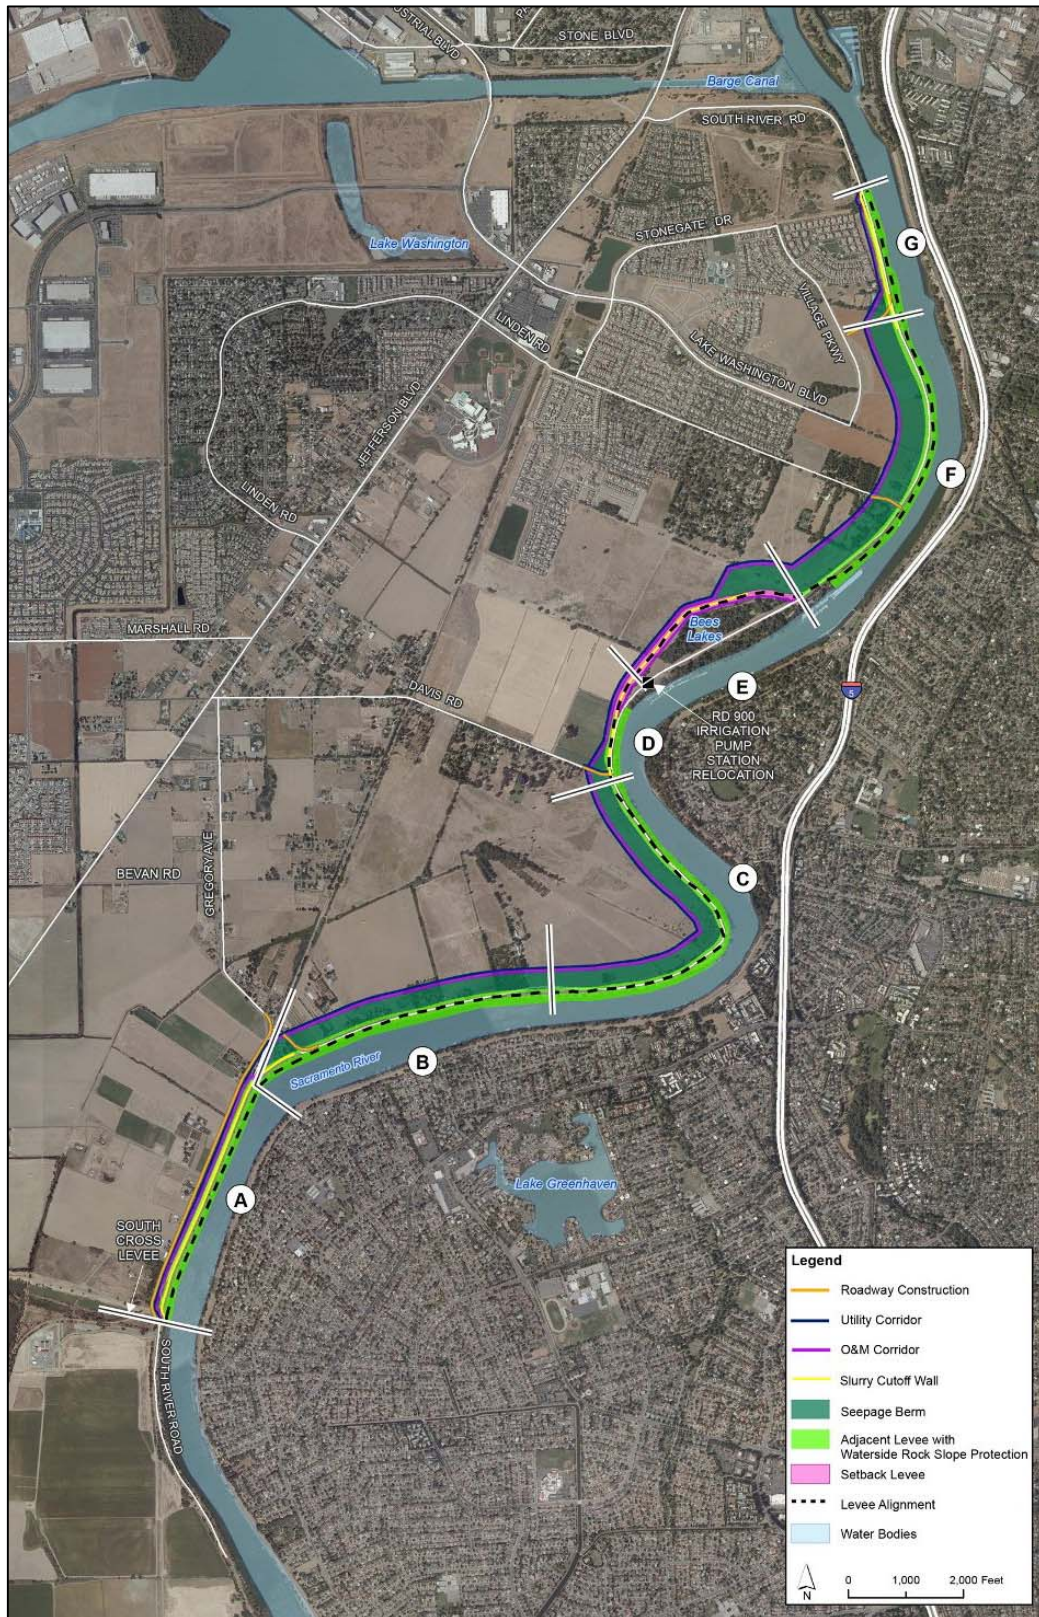 STONE BLVD
Barge Canal
SOUTH RIVER RD
STONEGATE DR
Lake Washington
G
VILLAGE PKWY
LINDEN RD
LAKE WASHINGTON BLVD
JEFFERSON BLVD
F
LINDEN RD
MARSHALL RD
Bees
Lakes
DAVIS RD
E
5
RD 900
IRRIGATION
PUMP
STATION
RELOCATION
D
GREGORY AVE
BEVAN RD
C
Sacramento River
B
A
Lake Greenhaven
SOUTH
CROSS
LEVEE
SOUTH RIVER ROAD
Legend
Roadway Construction
Utility Corridor
O&M Corridor
Slurry Cutoff Wall
Seepage Berm
Adjacent Levee with
Waterside Rock Slope Protection
Setback Levee
Levee Alignment
Water Bodies
N
0 1,000 2,000 Feet